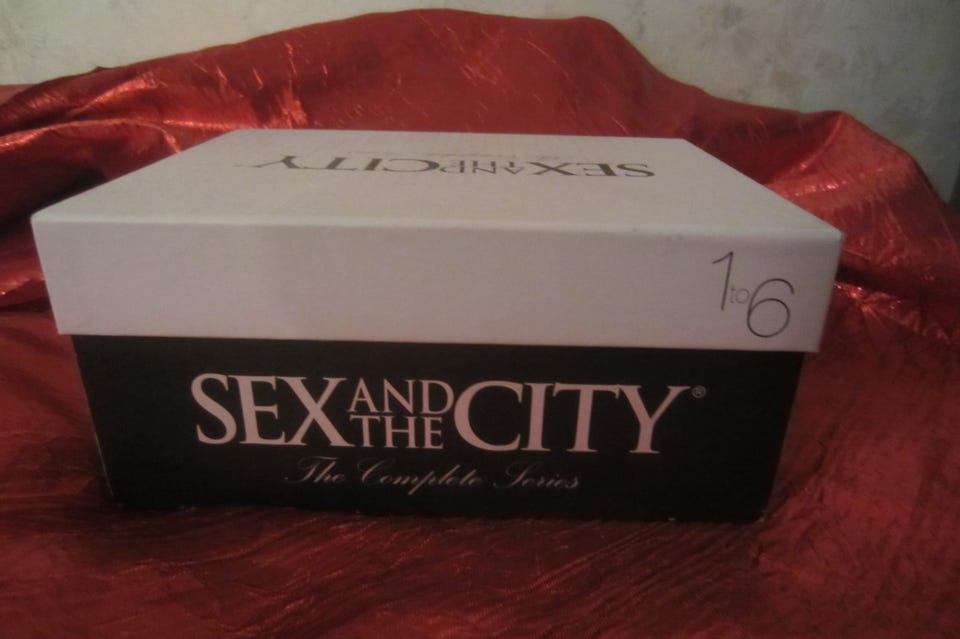 SEX AND THE CITY
1 to 6
SEX AND THE CITY®
The Complete Series